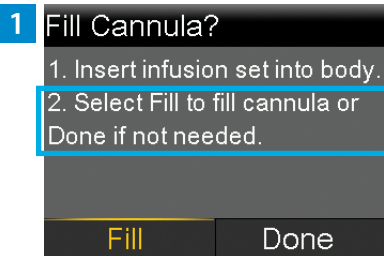 1
Fill Cannula?
1. Insert infusion set into body.
2. Select Fill to fill cannula or
Done if not needed.
Fill Done